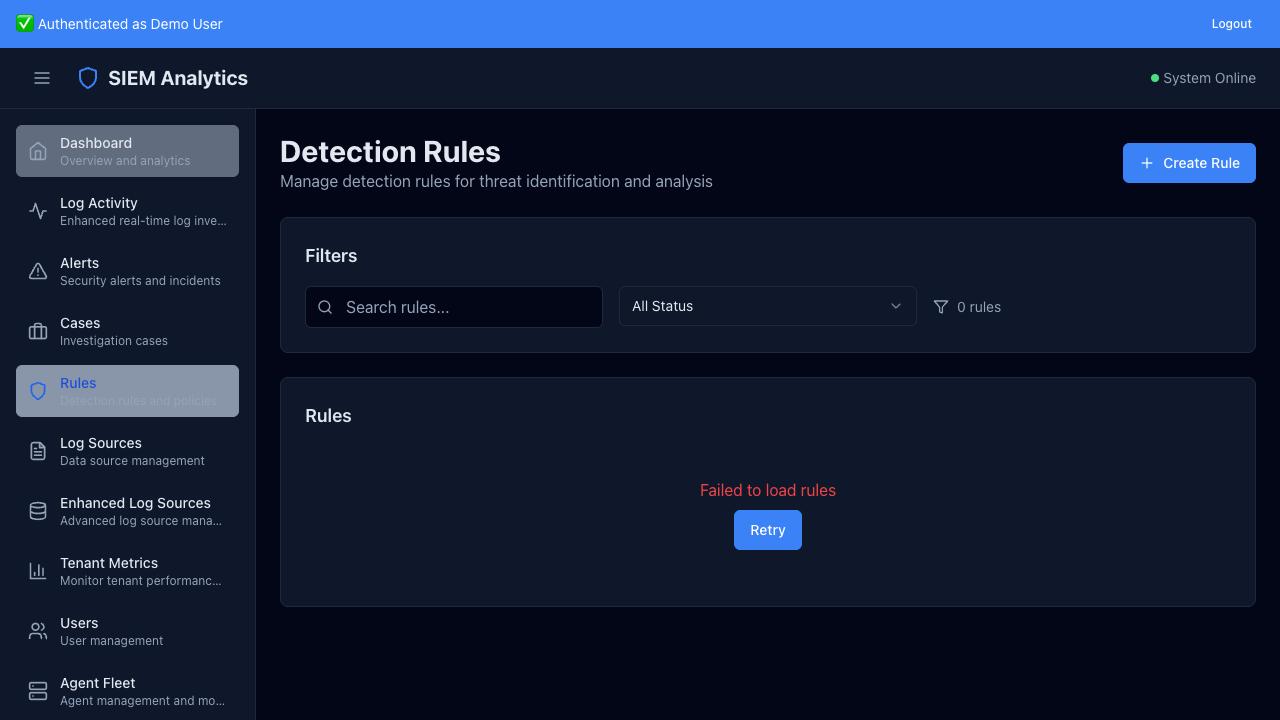 ✅ Authenticated as Demo User
Logout
SIEM Analytics
System Online
Dashboard
Overview and analytics
Log Activity
Enhanced real-time log inve...
Alerts
Security alerts and incidents
Cases
Investigation cases
Rules
Detection rules and policies
Log Sources
Data source management
Enhanced Log Sources
Advanced log source mana...
Tenant Metrics
Monitor tenant performanc...
Users
User management
Agent Fleet
Agent management and mo...
Detection Rules
Manage detection rules for threat identification and analysis
Create Rule
Filters
Search rules...
All Status
0 rules
Rules
Failed to load rules
Retry